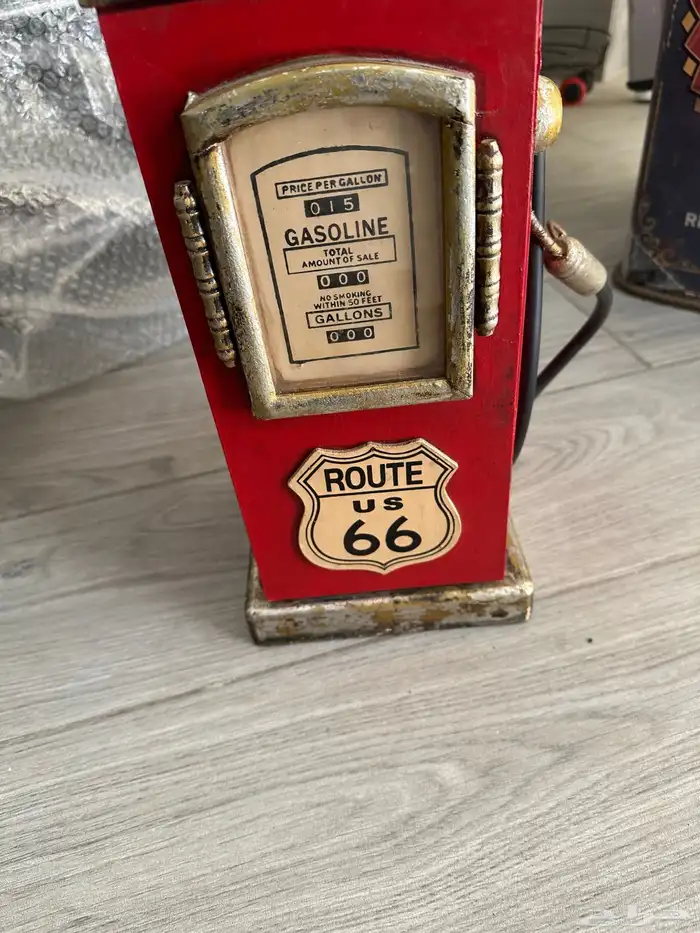 PRICE PER GALLON
015
GASOLINE
TOTAL
AMOUNT OF SALE
000
NO SMOKING
WITHIN 50 FEET
GALLONS
000
ROUTE
US
66
R
حراج